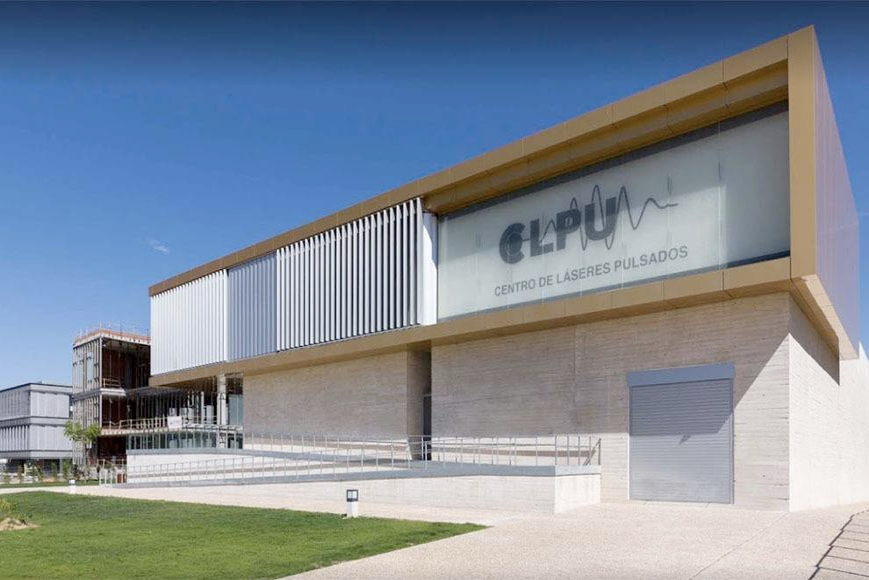 CLPU
CENTRO DE LÁSERES PULSADOS